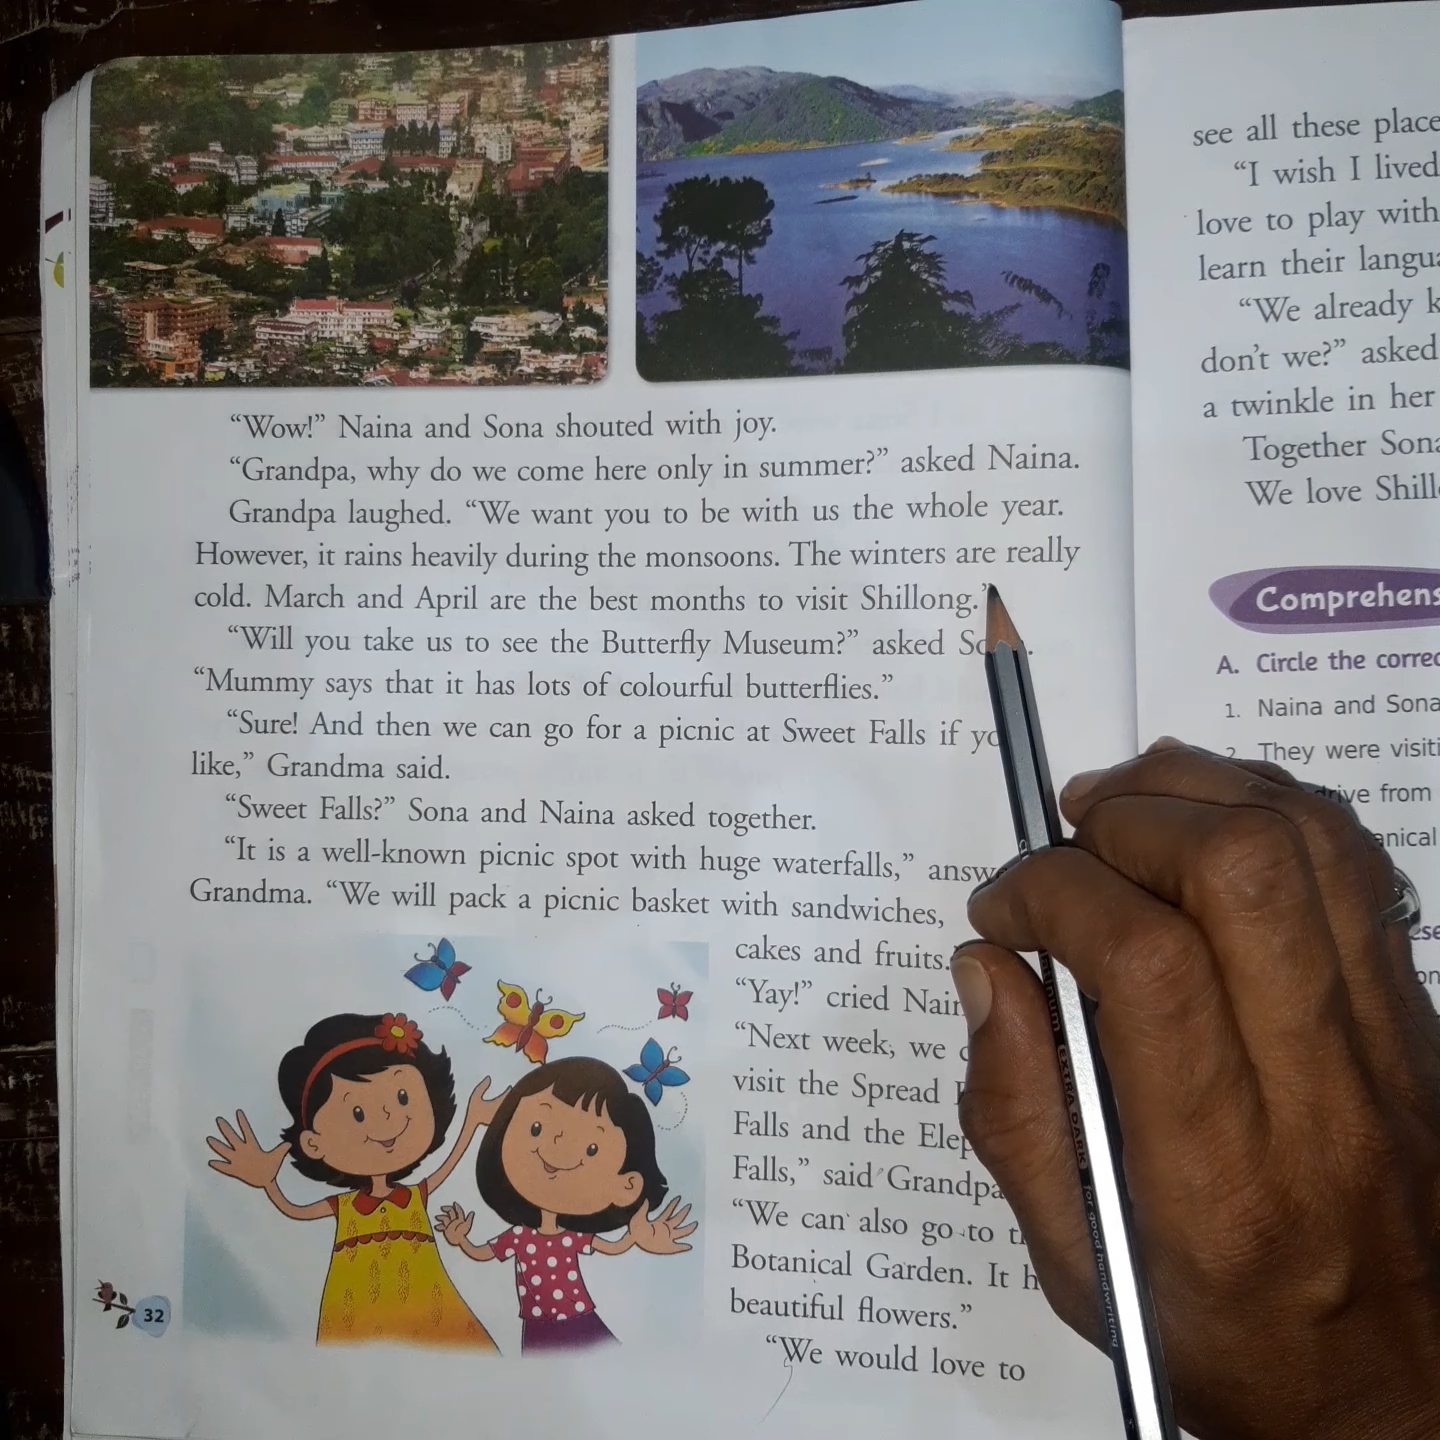 “Wow!” Naina and Sona shouted with joy.
“Grandpa, why do we come here only in summer?” asked Naina.
Grandpa laughed. “We want you to be with us the whole year.
However, it rains heavily during the monsoons. The winters are really
cold. March and April are the best months to visit Shillong.”
“Will you take us to see the Butterfly Museum?” asked
“Mummy says that it has lots of colourful butterflies.”
“Sure! And then we can go for a picnic at Sweet Falls if
like,” Grandma said.
“Sweet Falls?” Sona and Naina asked together.
“It is a well-known picnic spot with huge waterfalls,”
Grandma. “We will pack a picnic basket with sandwiches,
cakes and fruits.
“Yay!” cried
“Next week, we
visit the Spread
Falls and the
Falls,” said Grandpa
“We can also go to
Botanical Garden. It
beautiful flowers.”
“We would love to
32
see all these
“I wish I lived
love to play with
learn their
“We already
don’t we?” asked
a twinkle in her
Together
We love
A. Circle the
1. Naina and Sona
2. They were
from
EXTRA DARK for good handwriting